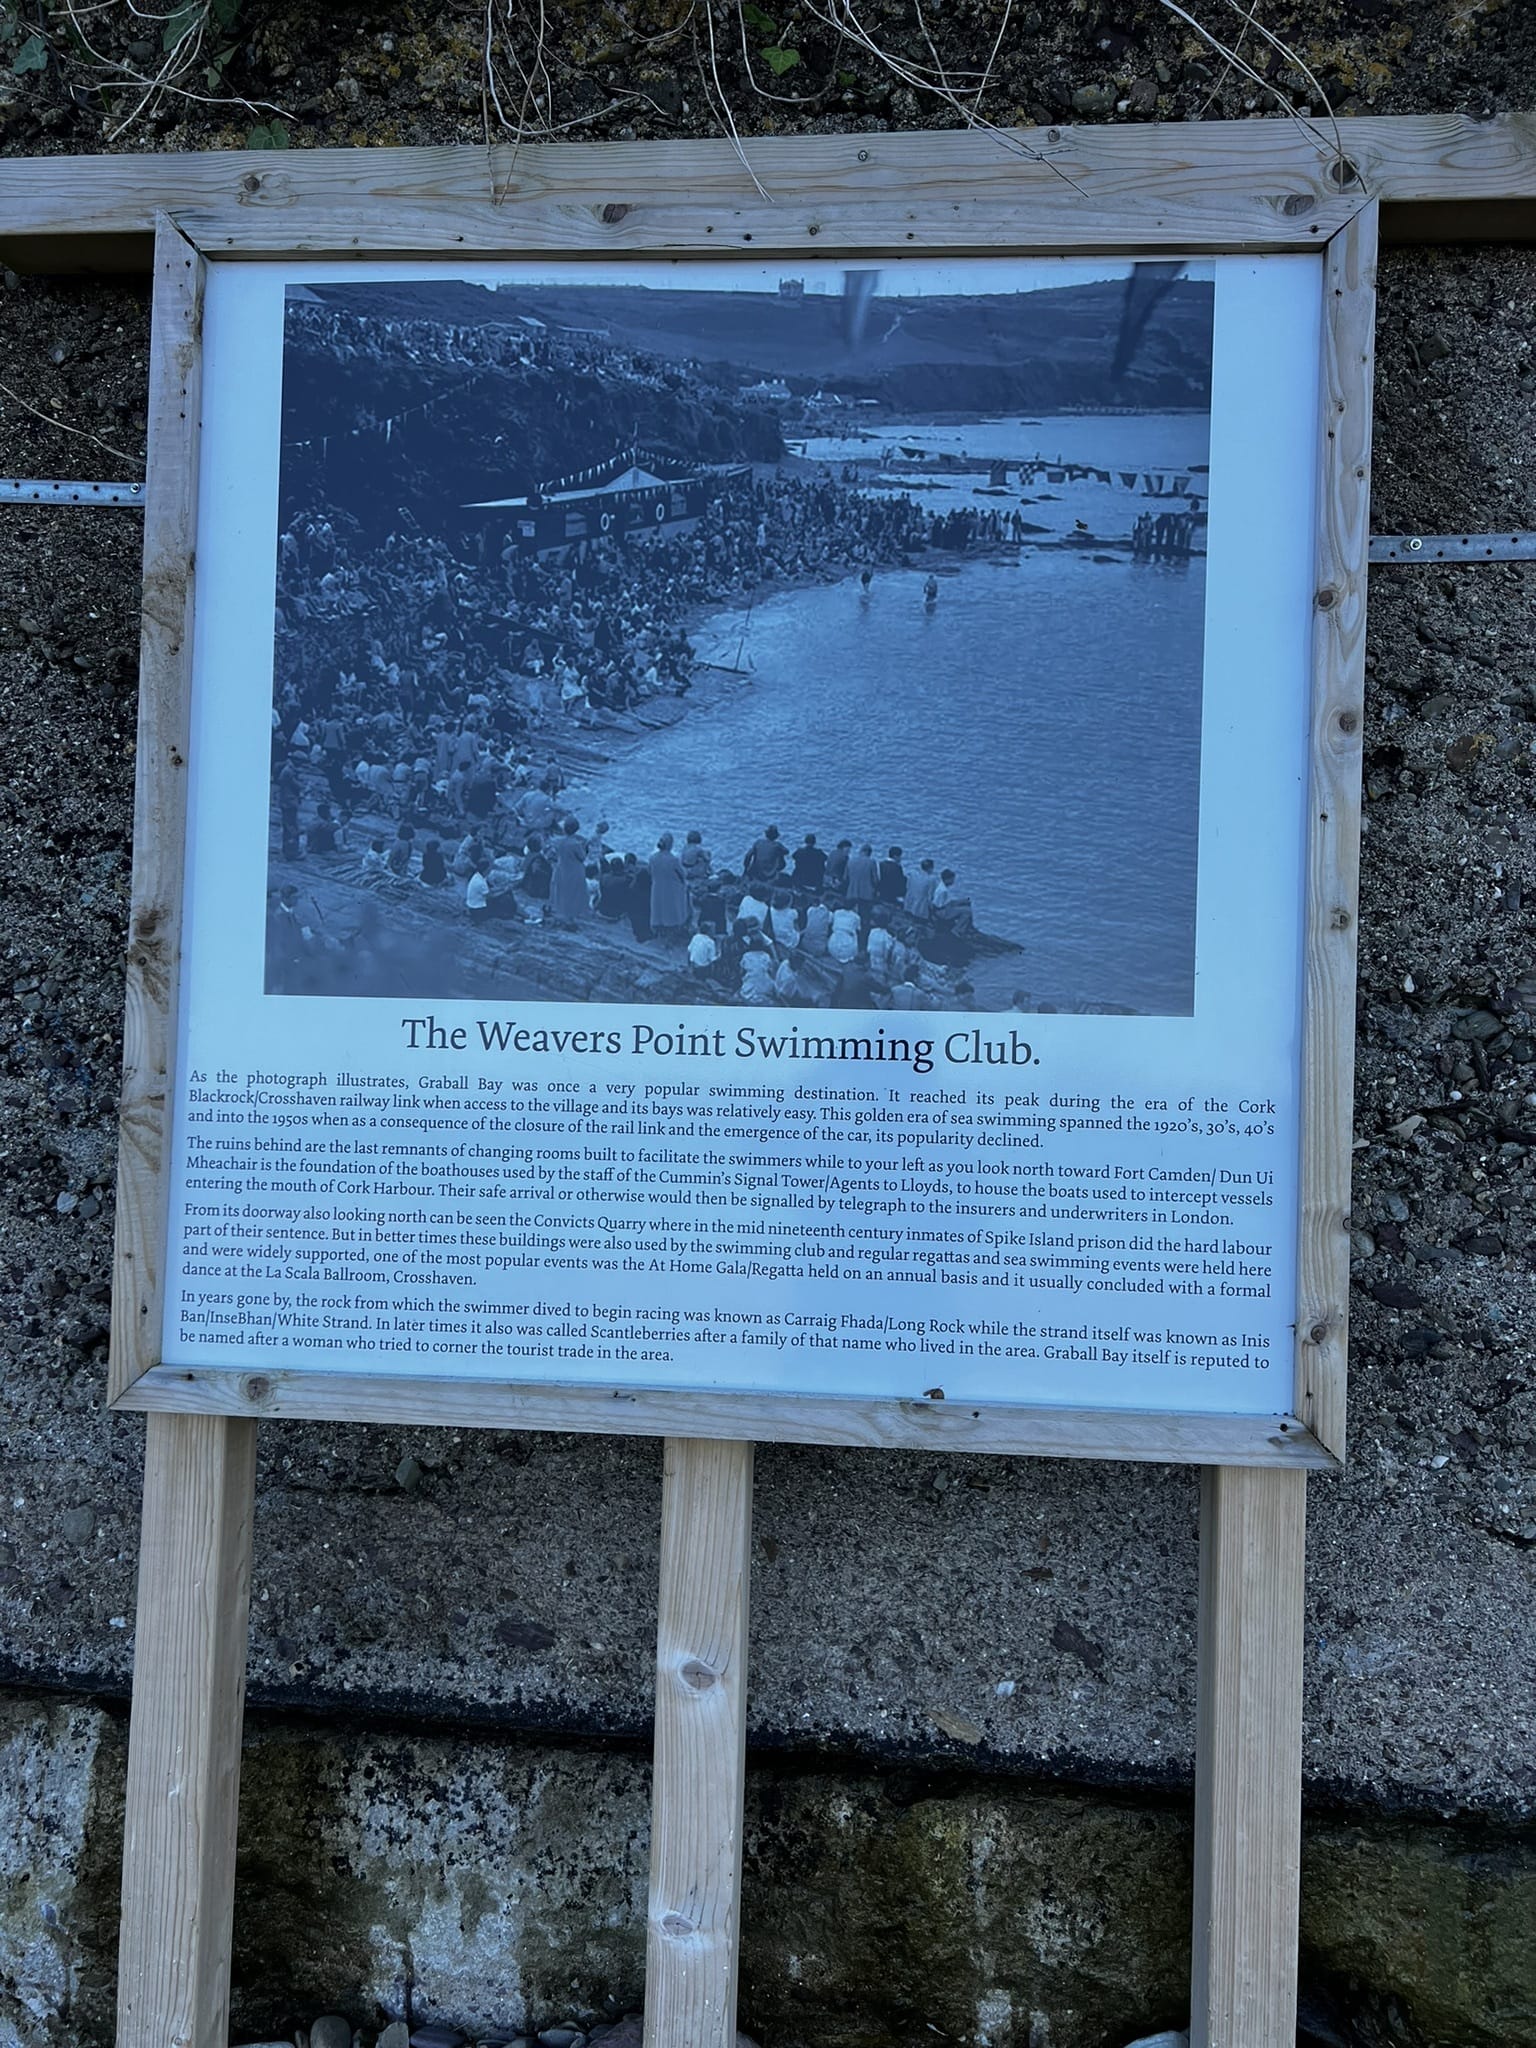 The Weavers Point Swimming Club.
As the photograph illustrates, Graball Bay was once a very popular swimming destination. It reached its peak during the era of the Cork
Blackrock/Crosshaven railway link when access to the village and its bays was relatively easy. This golden era of sea swimming spanned the 1920's, 30's, 40's
and into the 1950s when as a consequence of the closure of the rail link and the emergence of the car, its popularity declined.
The ruins behind are the last remnants of changing rooms built to facilitate the swimmers while to your left as you look north toward Fort Camden/ Dun Ui
Mheachair is the foundation of the boathouses used by the staff of the Cummin's Signal Tower/Agents to Lloyds, to house the boats used to intercept vessels
entering the mouth of Cork Harbour. Their safe arrival or otherwise would then be signalled by telegraph to the insurers and underwriters in London.
From its doorway also looking north can be seen the Convicts Quarry where in the mid nineteenth century inmates of Spike Island prison did the hard labour
part of their sentence. But in better times these buildings were also used by the swimming club and regular regattas and sea swimming events were held here
and were widely supported, one of the most popular events was the At Home Gala/Regatta held on an annual basis and it usually concluded with a formal
dance at the La Scala Ballroom, Crosshaven.
In years gone by, the rock from which the swimmer dived to begin racing was known as Carraig Fhada/Long Rock while the strand itself was known as Inis
Ban/InseBhan/White Strand. In later times it also was called Scantleberries after a family of that name who lived in the area. Graball Bay itself is reputed to
be named after a woman who tried to corner the tourist trade in the area.